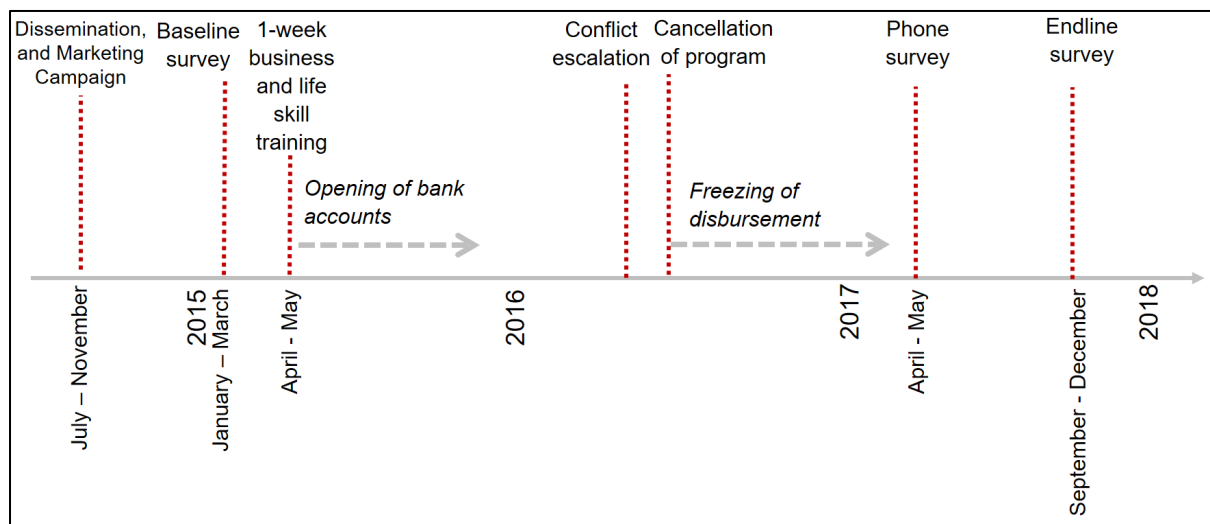 Dissemination,
and Marketing
Campaign
Baseline
survey
1-week
business
and life
skill
training
Conflict
escalation
Cancellation
of program
Phone
survey
Endline
survey
Opening of bank
accounts
Freezing of
disbursement
July – November
2015
January – March
April - May
2016
2017
April - May
September - December
2018